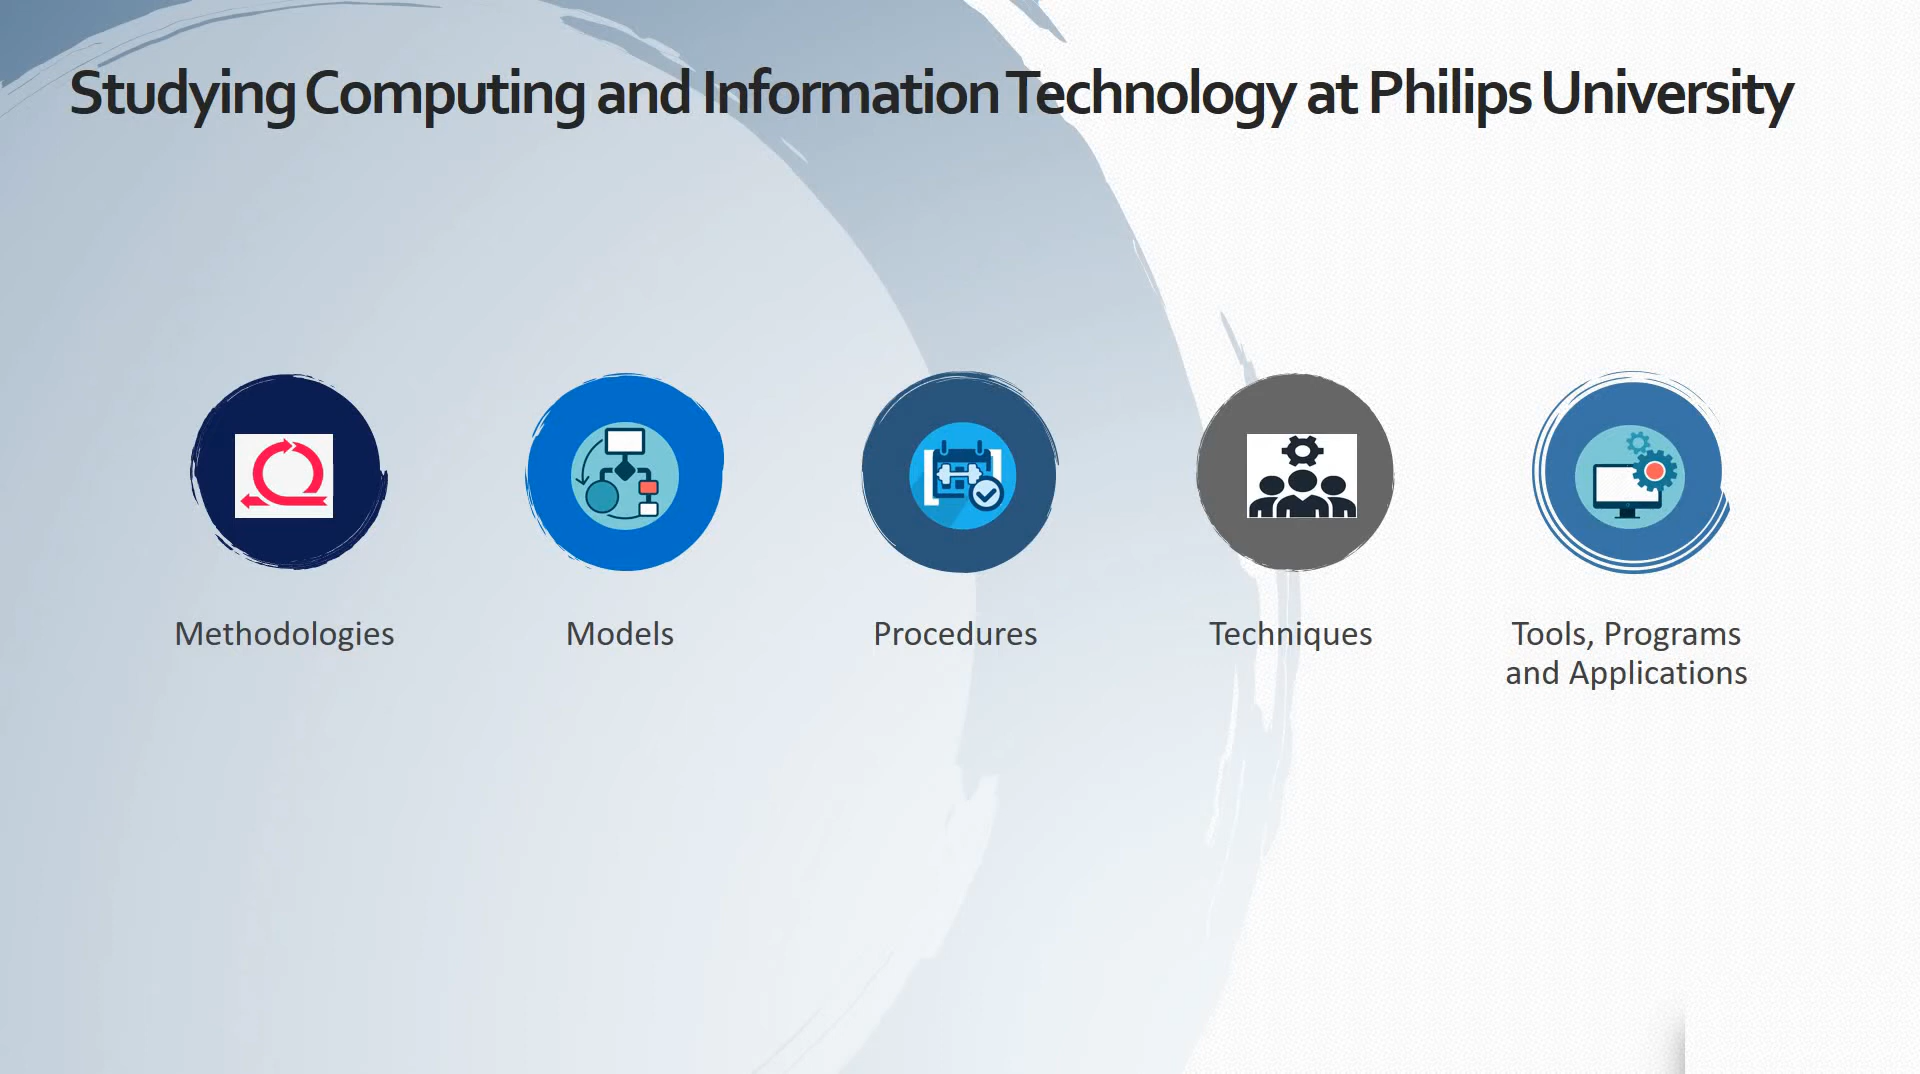 Studying Computing and Information Technology at Philips University
Methodologies
Models
Procedures
Techniques
Tools, Programs
and Applications